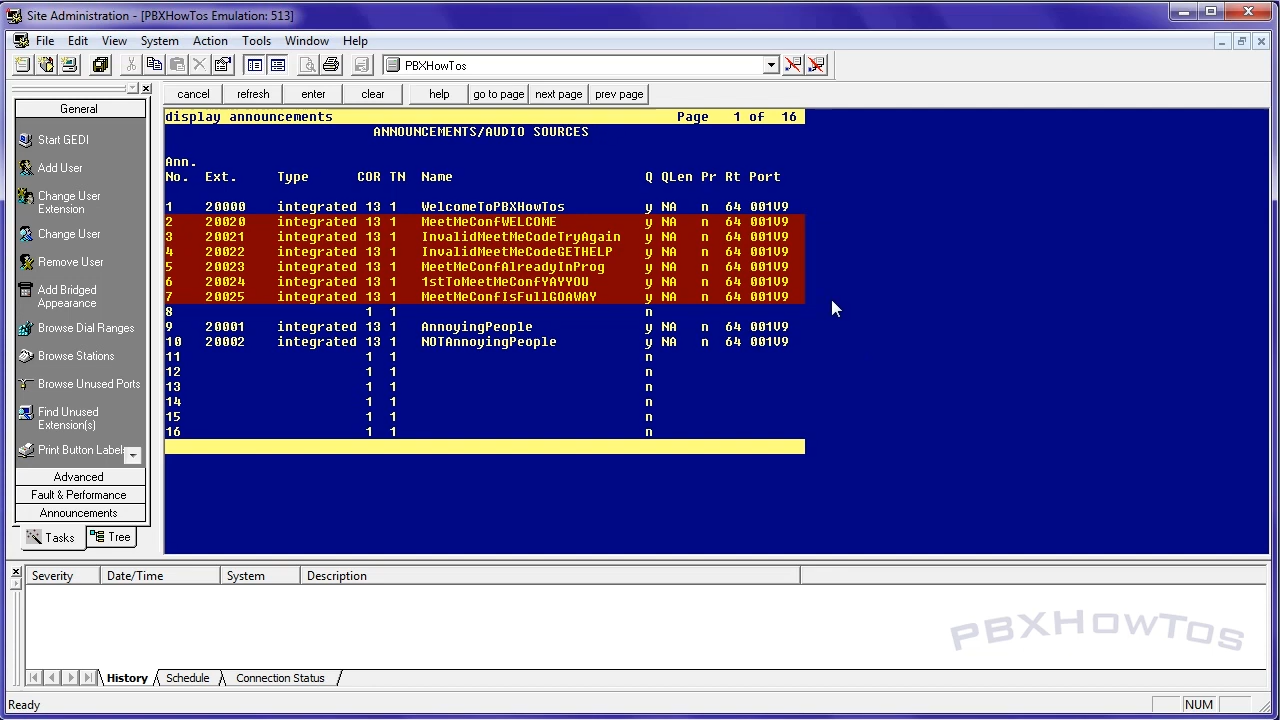 Site Administration - [PBXHowTos Emulation: 513]
File Edit View System Action Tools Window Help
PBXHowTos
cancel refresh enter clear help go to page next page prev page
General
Start GEDI
Add User
Change User
Extension
Change User
Remove User
Add Bridged
Appearance
Browse Dial Ranges
Browse Stations
Browse Unused Ports
Find Unused
Extension(s)
Print Button Labels
Advanced
Fault & Performance
Announcements
Tasks Tree
display announcements Page 1 of 16
ANNOUNCEMENTS/AUDIO SOURCES
Ann.
No. Ext. Type COR TN Name Q QLen Pr Rt Port
1 20000 integrated 13 1 WelcomeToPBXHowTos y NA n 64 001V9
2 20020 integrated 13 1 MeetMeConfWELCOME y NA n 64 001V9
3 20021 integrated 13 1 InvalidMeetMeCodeTryAgain y NA n 64 001V9
4 20022 integrated 13 1 InvalidMeetMeCodeGETHELP y NA n 64 001V9
5 20023 integrated 13 1 MeetMeConfAlreadyInProg y NA n 64 001V9
6 20024 integrated 13 1 1stToMeetMeConfYAYYOU y NA n 64 001V9
7 20025 integrated 13 1 MeetMeConfIsFullGOAWAY y NA n 64 001V9
8 1 1 n
9 20001 integrated 13 1 AnnoyingPeople y NA n 64 001V9
10 20002 integrated 13 1 NOTAnnoyingPeople y NA n 64 001V9
11 1 1 n
12 1 1 n
13 1 1 n
14 1 1 n
15 1 1 n
16 1 1 n
Severity Date/Time System Description
PBXHowTos
History Schedule Connection Status
Ready NUM